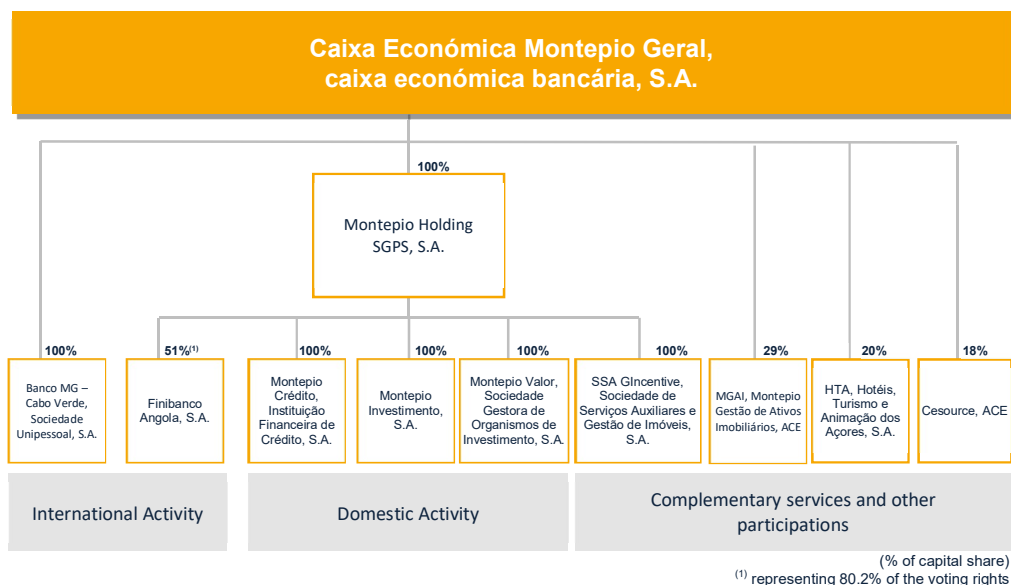 Caixa Económica Montepio Geral,
caixa económica bancária, S.A.
100%
Montepio Holding
SGPS, S.A.
100%
Banco MG –
Cabo Verde,
Sociedade
Unipessoal, S.A.
51%(1)
Finibanco
Angola, S.A.
100%
Montepio
Crédito,
Instituição
Financeira de
Crédito, S.A.
100%
Montepio
Investimento,
S.A.
100%
Montepio Valor,
Sociedade
Gestora de
Organismos de
Investimento, S.A.
100%
SSA GIncentive,
Sociedade de
Serviços Auxiliares e
Gestão de Imóveis,
S.A.
29%
MGAI, Montepio
Gestão de Ativos
Imobiliários, ACE
20%
HTA, Hotéis,
Turismo e
Animação dos
Açores, S.A.
18%
Cesource, ACE
International Activity
Domestic Activity
Complementary services and other
participations
(% of capital share)
(1) representing 80.2% of the voting rights